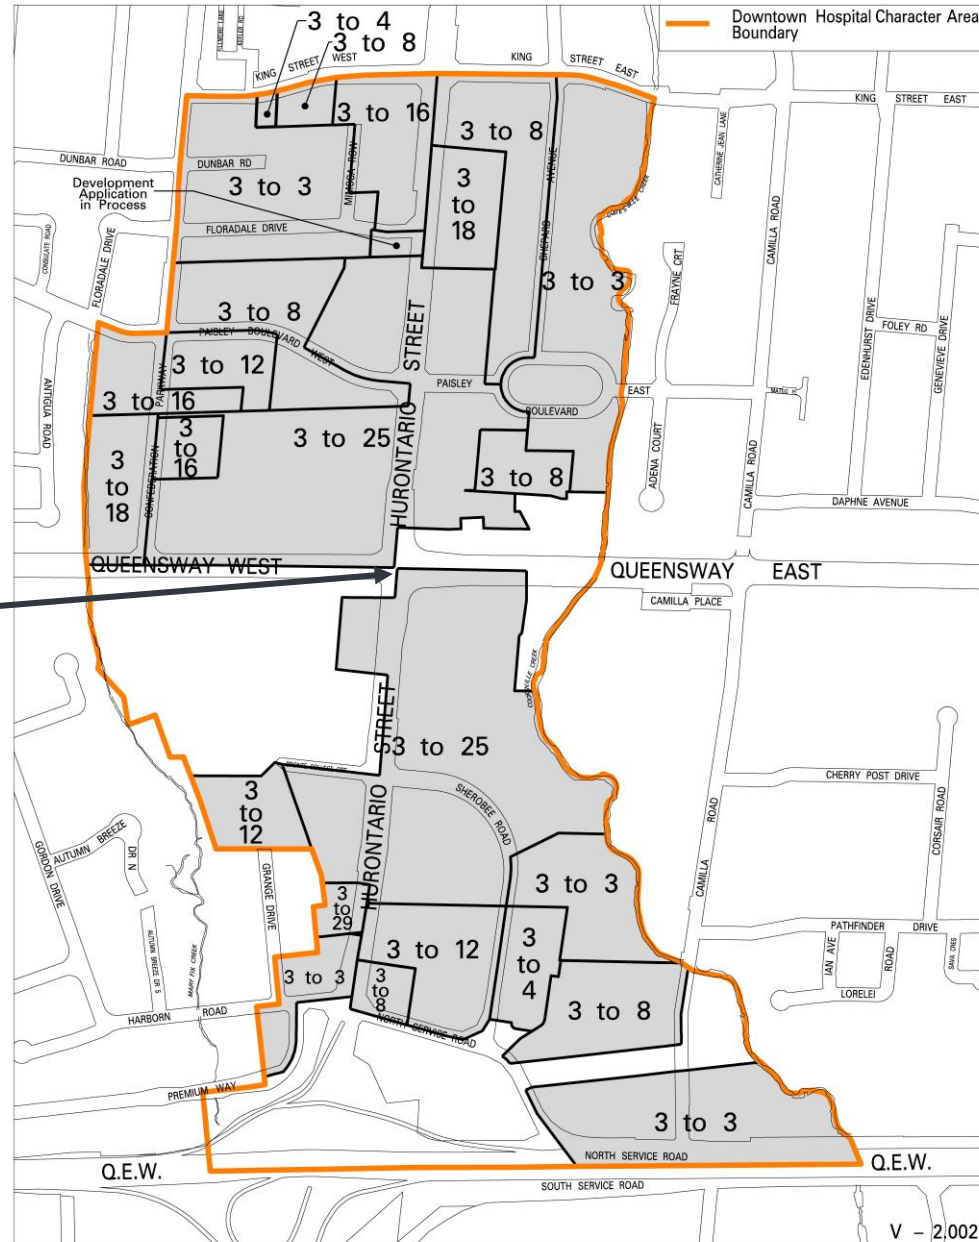 Downtown Hospital Character Area
Boundary
3 to 4
3 to 8
KING STREET WEST
KING STREET EAST
KING STREET EAST
3 to 16
3 to 8
DUNBAR ROAD
DUNBAR RD
MIMOSA ROW
SHEPARD AVENUE
CATHERINE JEAN LANE
Development
Application
in Process
3 to 3
3
to
18
COOKSVILLE CREEK
CAMILLA ROAD
CONSULATE ROAD
FLORADALE DRIVE
FLORADALE DRIVE
3 to 3
FRAYNE CRT
EDENHURST DRIVE
FOLEY RD
GENEVIEVE DRIVE
3 to 8
PAISLEY BOULEVARD WEST
HURONTARIO STREET
ANTIGUA ROAD
3 to 12
PARKWAY
PAISLEY
EAST
BOULEVARD
3 to 16
3
to
16
3 to 25
3
to
18
CONFEDERATION
3 to 8
ADENA COURT
CAMILLA ROAD
DAPHNE AVENUE
QUEENSWAY WEST
QUEENSWAY EAST
CAMILLA PLACE
COOKSVILLE CREEK
STREET
3 to 25
SHEROBEE ROAD
CHERRY POST DRIVE
CORSAIR ROAD
3
to
12
GORDON DRIVE
AUTUMN BREEZE
DR N
HURONTARIO
CAMILLA ROAD
GRANGE DRIVE
3 to 3
3
to
29
3 to 12
3
to
4
PATHFINDER DRIVE
IAN AVE
ROAD
SAVA CRES
LORELEI
AUTUMN BREEZE DR S
MARY FIX CREEK
3 to 3
3
to
8
3 to 8
HARBORN ROAD
NORTH SERVICE ROAD
PREMIUM WAY
3 to 3
NORTH SERVICE ROAD
Q.E.W.
Q.E.W.
SOUTH SERVICE ROAD
V - 2.002